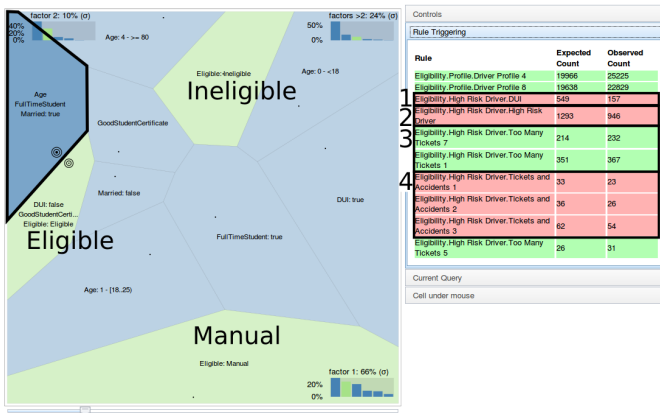 factor 2: 10% (σ)
40%
20%
0%
Age: 4 - >= 80
factors >2: 24% (σ)
50%
0%
Eligible: Ineligible
Ineligible
Age: 0 - <18
Age
FullTimeStudent
Married: true
GoodStudentCertificate
Married: false
DUI: true
DUI: false
GoodStudentCerti...
Eligible: Eligible
Eligible
FullTimeStudent: true
Age: 1 - [18..25)
Manual
Eligible: Manual
factor 1: 66% (σ)
20%
0%
Controls
Rule Triggering
Rule Expected Count Observed Count
Eligibility.Profile.Driver Profile 4 19966 25225
Eligibility.Profile.Driver Profile 8 19638 22829
1 Eligibility.High Risk Driver.DUI 549 157
2 Eligibility.High Risk Driver.High Risk Driver 1293 946
3 Eligibility.High Risk Driver.Too Many Tickets 7 214 232
Eligibility.High Risk Driver.Too Many Tickets 1 351 367
4 Eligibility.High Risk Driver.Tickets and Accidents 1 33 23
Eligibility.High Risk Driver.Tickets and Accidents 2 36 26
Eligibility.High Risk Driver.Tickets and Accidents 3 62 54
Eligibility.High Risk Driver.Too Many Tickets 5 26 31
Current Query
Cell under mouse